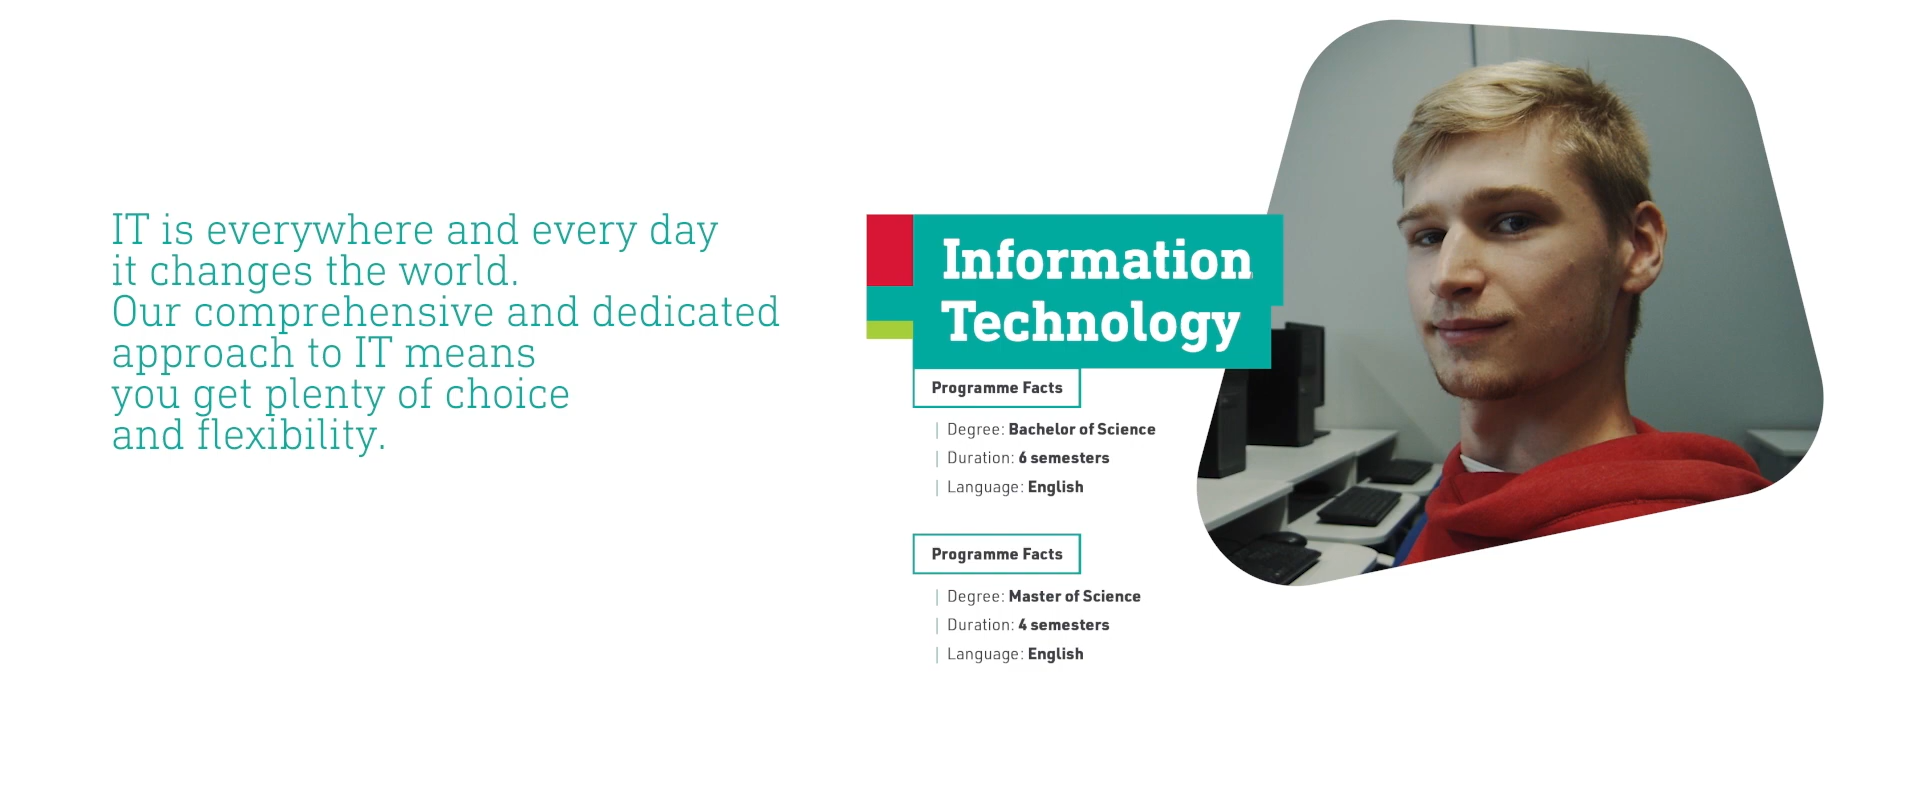 IT is everywhere and every day
it changes the world.
Our comprehensive and dedicated
approach to IT means
you get plenty of choice
and flexibility.
Information
Technology
Programme Facts
| Degree: Bachelor of Science
| Duration: 6 semesters
| Language: English
Programme Facts
| Degree: Master of Science
| Duration: 4 semesters
| Language: English